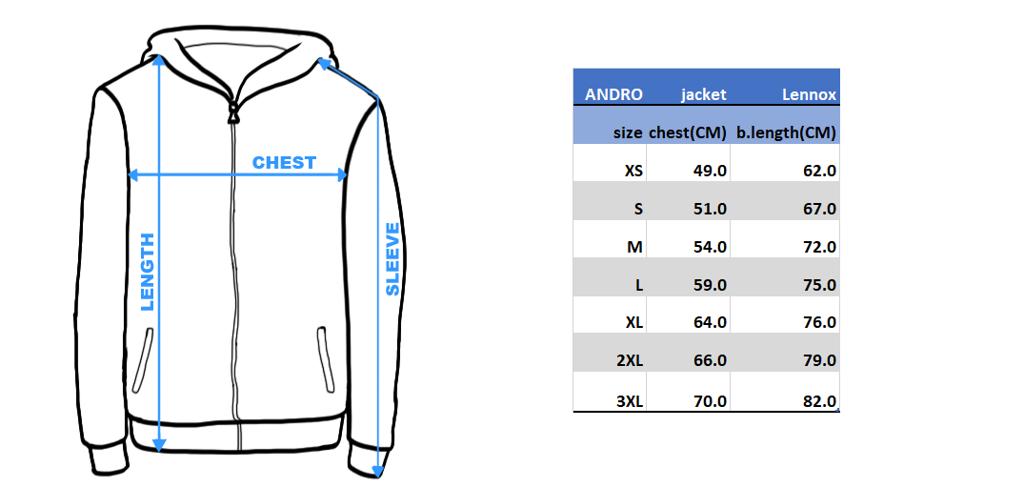 CHEST
LENGTH
SLEEVE
ANDRO jacket Lennox
size chest(CM) b.length(CM)
XS 49.0 62.0
S 51.0 67.0
M 54.0 72.0
L 59.0 75.0
XL 64.0 76.0
2XL 66.0 79.0
3XL 70.0 82.0